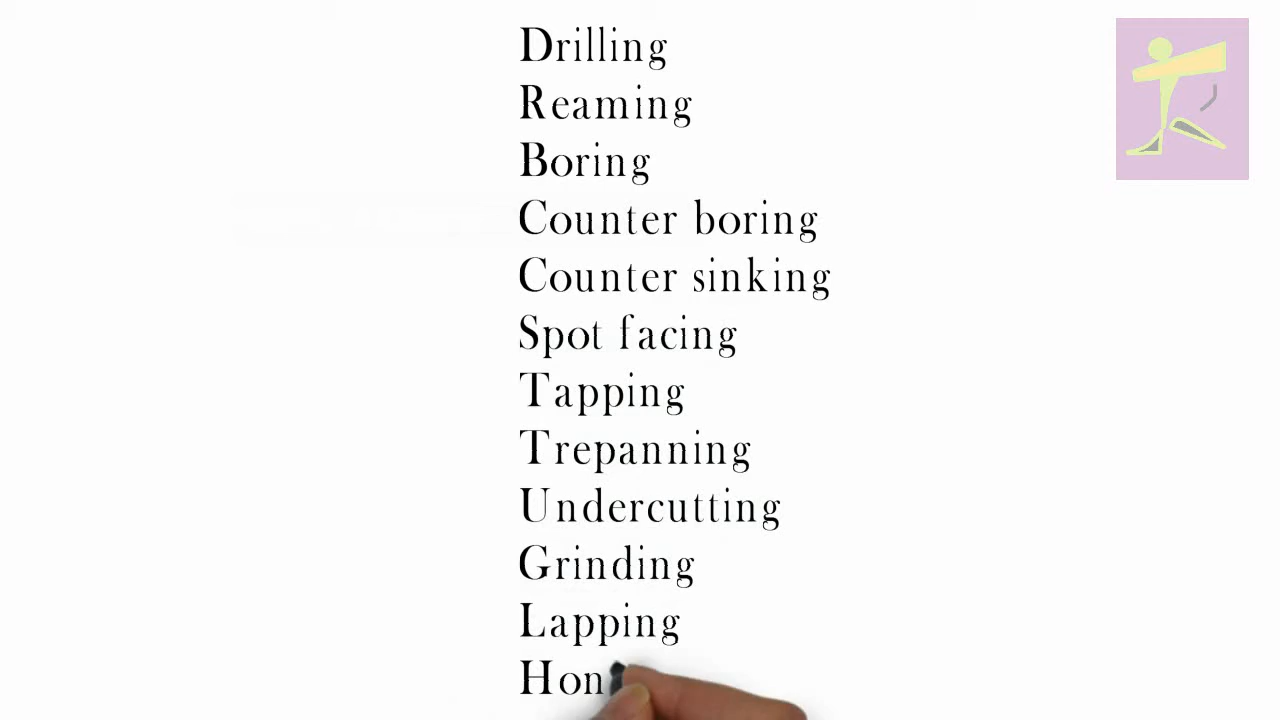 Drilling
Reaming
Boring
Counter boring
Counter sinking
Spot facing
Tapping
Trepanning
Undercutting
Grinding
Lapping
Hon